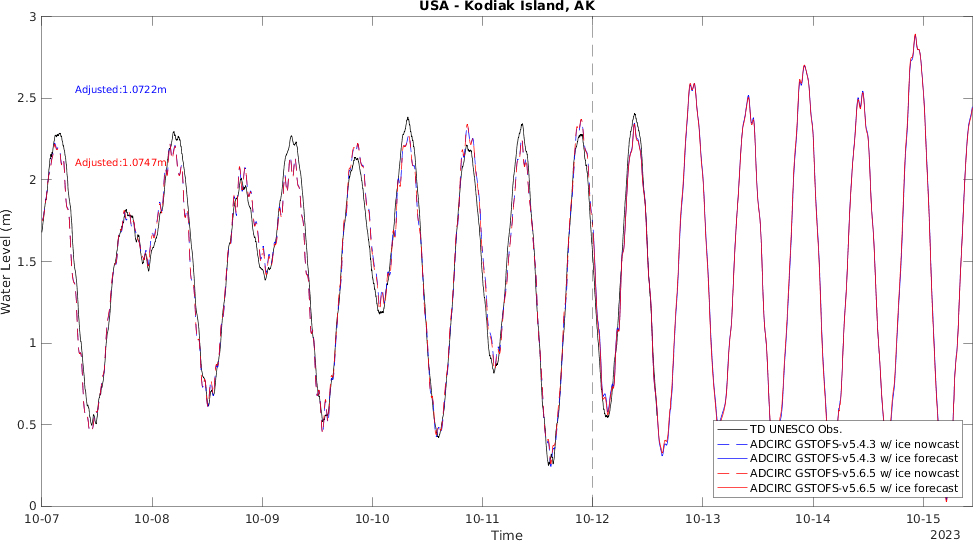 USA - Kodiak Island, AK
3
2.5
2
1.5
1
0.5
0
Water Level (m)
Adjusted:1.0722m
Adjusted:1.0747m
TD UNESCO Obs.
ADCIRC GSTOFS-v5.4.3 w/ ice nowcast
ADCIRC GSTOFS-v5.4.3 w/ ice forecast
ADCIRC GSTOFS-v5.6.5 w/ ice nowcast
ADCIRC GSTOFS-v5.6.5 w/ ice forecast
10-07 10-08 10-09 10-10 10-11 10-12 10-13 10-14 10-15
Time
2023